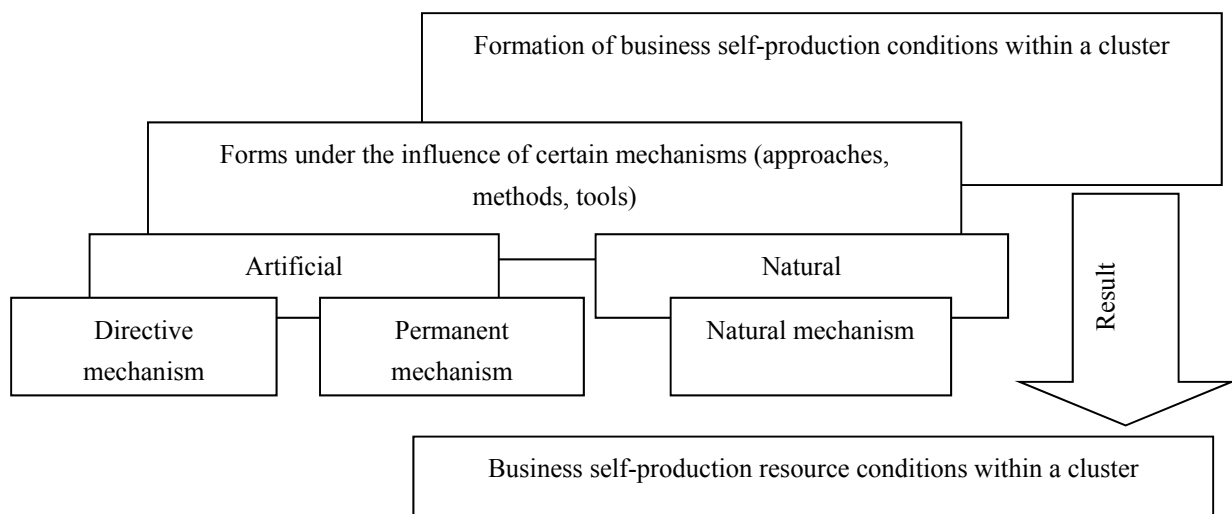 Formation of business self-production conditions within a cluster
Forms under the influence of certain mechanisms (approaches,
methods, tools)
Artificial
Natural
Directive
mechanism
Permanent
mechanism
Natural mechanism
Result
Business self-production resource conditions within a cluster